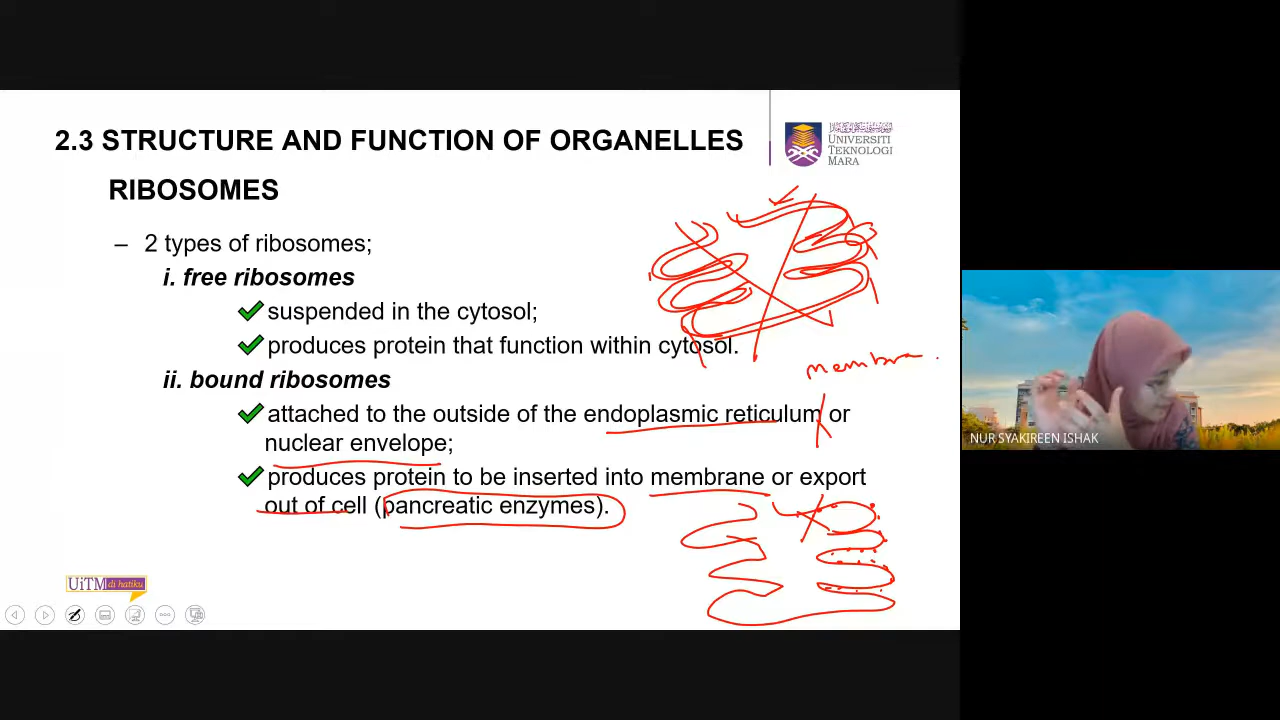 2.3 STRUCTURE AND FUNCTION OF ORGANELLES
UNIVERSITI
TEKNOLOGI
MARA
RIBOSOMES
– 2 types of ribosomes;
i. free ribosomes
suspended in the cytosol;
produces protein that function within cytosol.
membra
ii. bound ribosomes
attached to the outside of the endoplasmic reticulum or
nuclear envelope;
produces protein to be inserted into membrane or export
out of cell (pancreatic enzymes).
UiTM di hatiku
NUR SYAKIREEN ISHAK